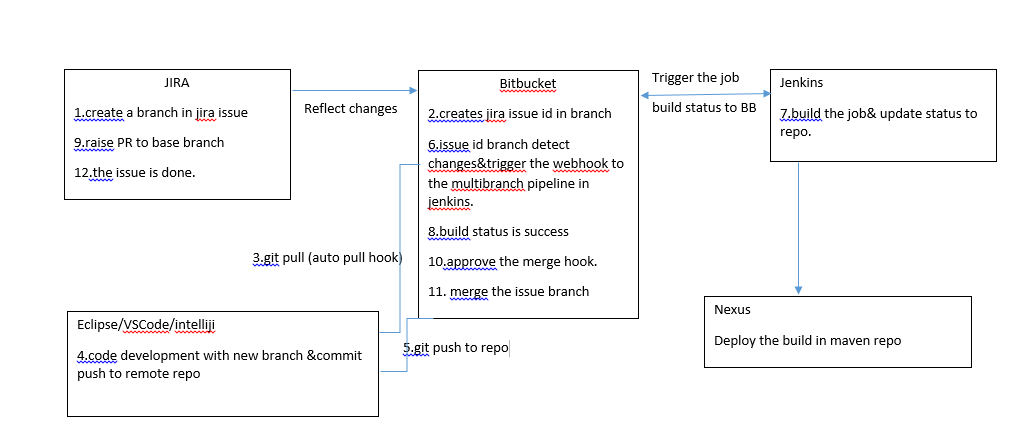 JIRA
1.create a branch in jira issue
9.raise PR to base branch
12.the issue is done.
Reflect changes
Bitbucket
2.creates jira issue id in branch
6.issue id branch detect
changes&trigger the webhook to
the multibranch pipeline in
jenkins.
8.build status is success
10.approve the merge hook.
11. merge the issue branch
Trigger the job
build status to BB
Jenkins
7.build the job& update status to
repo.
3.git pull (auto pull hook)
Eclipse/VSCode/intelliji
4.code development with new branch &commit
push to remote repo
5.git push to repo
Nexus
Deploy the build in maven repo